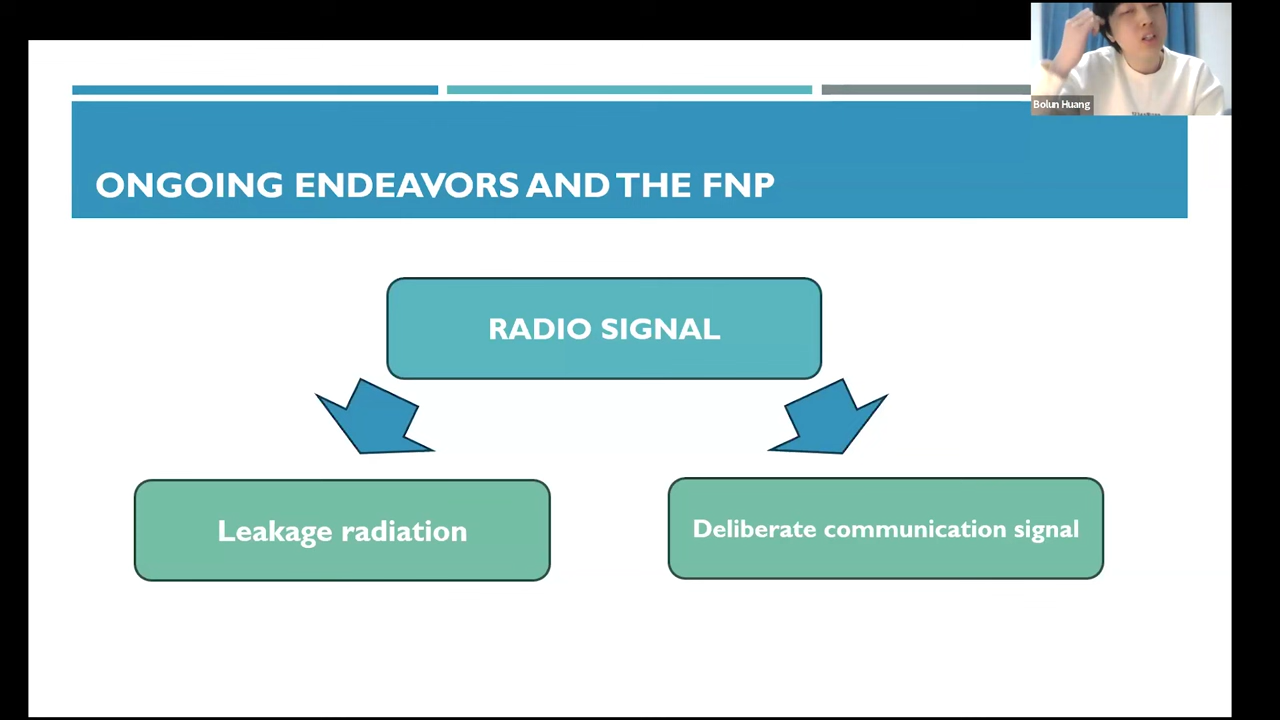 Bolun Huang
ONGOING ENDEAVORS AND THE FNP
RADIO SIGNAL
Leakage radiation
Deliberate communication signal